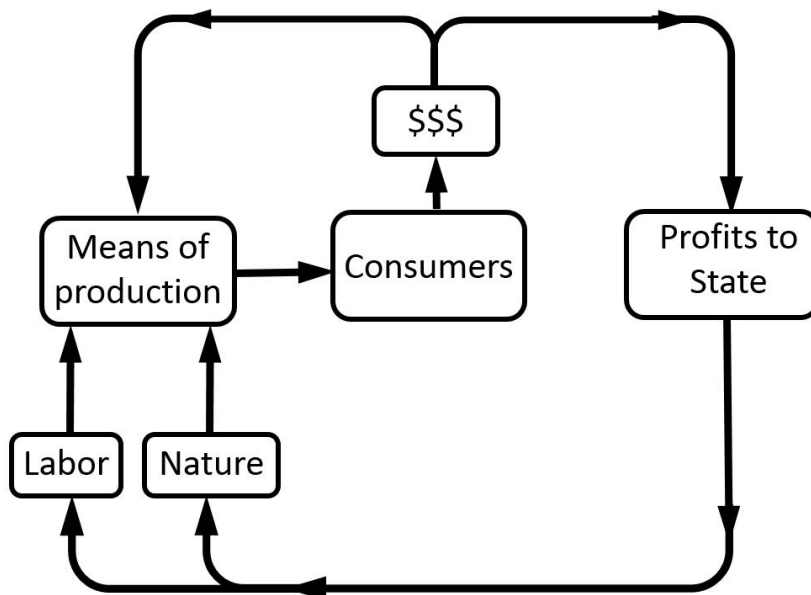 $$$
Means of
production
Consumers
Profits to
State
Labor
Nature